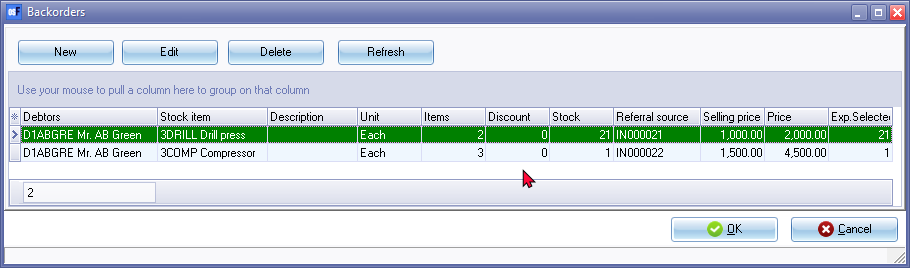 Backorders
New Edit Delete Refresh
Use your mouse to pull a column here to group on that column
Debtors Stock item Description Unit Items Discount Stock Referral source Selling price Price Exp.Selected
D1ABGRE Mr. AB Green 3DRILL Drill press Each 2 0 21 IN000021 1,000.00 2,000.00 21
D1ABGRE Mr. AB Green 3COMP Compressor Each 3 0 1 IN000022 1,500.00 4,500.00 1
2
OK Cancel